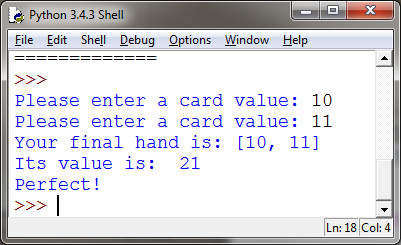 Python 3.4.3 Shell
File Edit Shell Debug Options Window Help
=============
>>>
Please enter a card value: 10
Please enter a card value: 11
Your final hand is: [10, 11]
Its value is:  21
Perfect!
>>>
Ln: 18 Col: 4